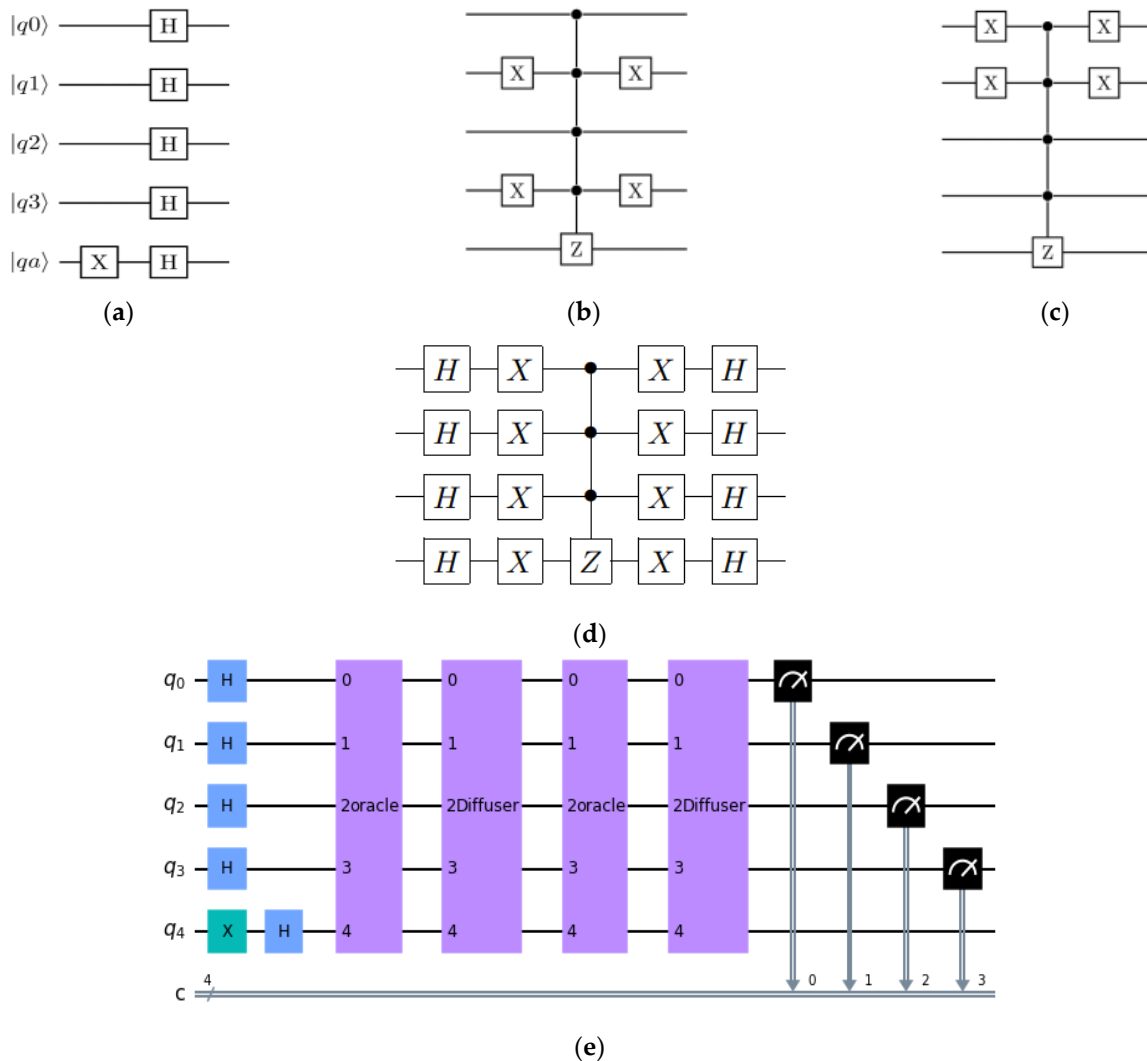 |q0⟩ H
|q1⟩ H
|q2⟩ H
|q3⟩ H
|qa⟩ X H
(a)
X X
X X
Z
(b)
X X
X X
Z
(c)
H X X H
H X X H
H X X H
H X Z X H
(d)
q0 H 0 0 0 0
q1 H 1 1 1 1
q2 H 2oracle 2Diffuser 2oracle 2Diffuser
q3 H 3 3 3 3
q4 X H 4 4 4 4
c 4 0 1 2 3
(e)